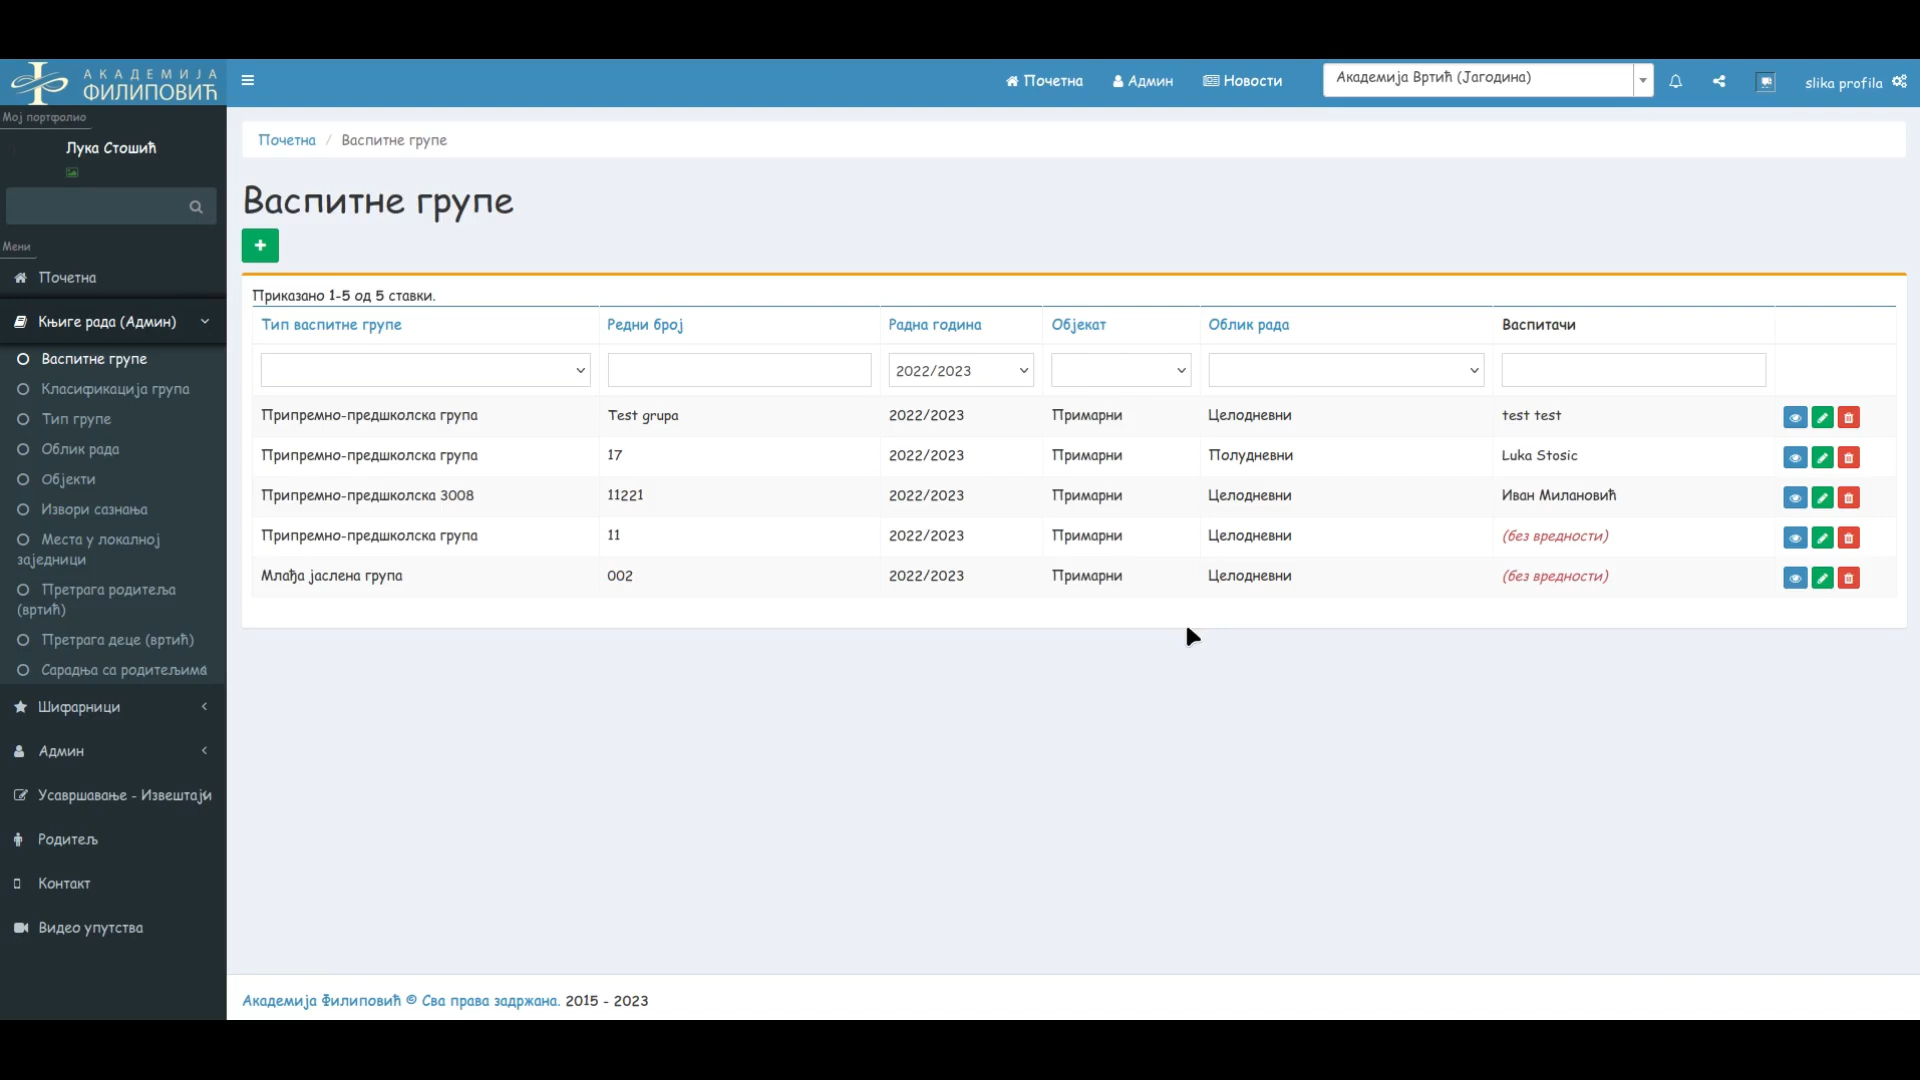 АКАДЕМИЈА
ФИЛИПОВИЋ
Почетна
Админ
Новости
Академија Вртић (Јагодина)
slika profila
Мој портфолио
Лука Стошић
Мени
Почетна
Књиге рада (Админ)
Васпитне групе
Класификација група
Тип групе
Облик рада
Објекти
Извори сазнања
Места у локалној
заједници
Претрага родитеља
(вртић)
Претрага деце (вртић)
Сарадња са родитељима
Шифарници
Админ
Усавршавање - Извештаји
Родитељ
Контакт
Видео упутства
Почетна / Васпитне групе
Васпитне групе
+
Приказано 1-5 од 5 ставки.
Тип васпитне групе Редни број Радна година Објекат Облик рада Васпитачи
2022/2023
Припремно-предшколска група Test grupa 2022/2023 Примарни Целодневни test test
Припремно-предшколска група 17 2022/2023 Примарни Полудневни Luka Stosic
Припремно-предшколска 3008 11221 2022/2023 Примарни Целодневни Иван Милановић
Припремно-предшколска група 11 2022/2023 Примарни Целодневни (без вредности)
Млађа јаслена група 002 2022/2023 Примарни Целодневни (без вредности)
Академија Филиповић © Сва права задржана. 2015 - 2023